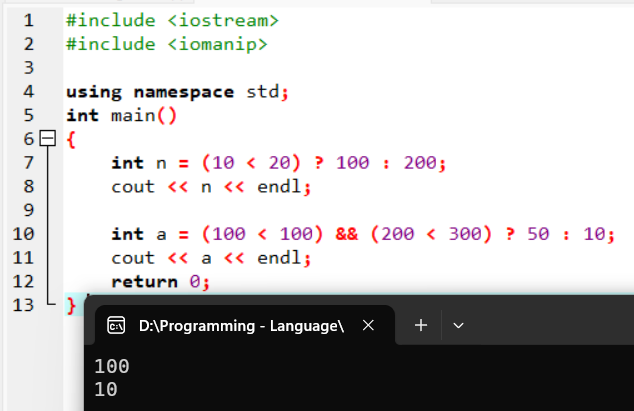 1 #include <iostream>
2 #include <iomanip>
3
4 using namespace std;
5 int main()
6 {
7 int n = (10 < 20) ? 100 : 200;
8 cout << n << endl;
9
10 int a = (100 < 100) && (200 < 300) ? 50 : 10;
11 cout << a << endl;
12 return 0;
13 }
D:\Programming - Language\
100
10